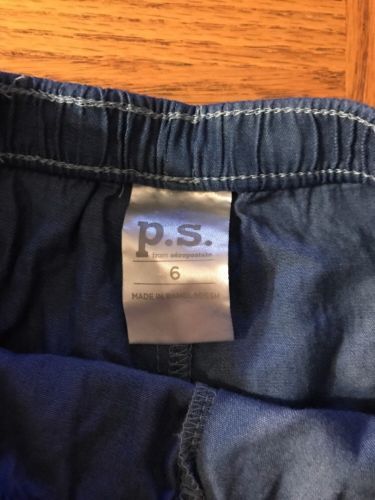 p.s.
from aéropostale
6
MADE IN BANGLADESH